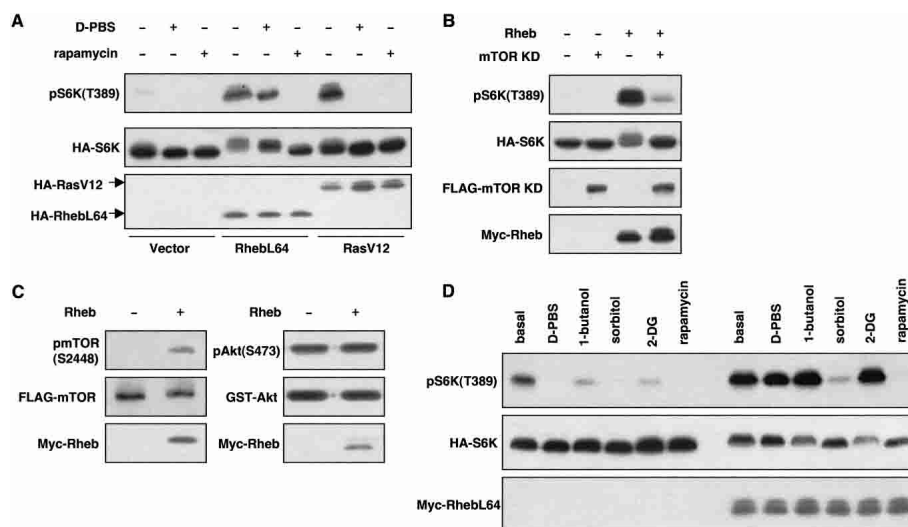 A
D-PBS - + - - + - - + -
rapamycin - - + - - + - - +
pS6K(T389)
HA-S6K
HA-RasV12
HA-RhebL64
Vector RhebL64 RasV12
B
Rheb - - + +
mTOR KD - + - +
pS6K(T389)
HA-S6K
FLAG-mTOR KD
Myc-Rheb
C
Rheb - +
pmTOR
(S2448)
FLAG-mTOR
Myc-Rheb
Rheb - +
pAkt(S473)
GST-Akt
Myc-Rheb
D
basal D-PBS 1-butanol sorbitol 2-DG rapamycin basal D-PBS 1-butanol sorbitol 2-DG rapamycin
pS6K(T389)
HA-S6K
Myc-RhebL64